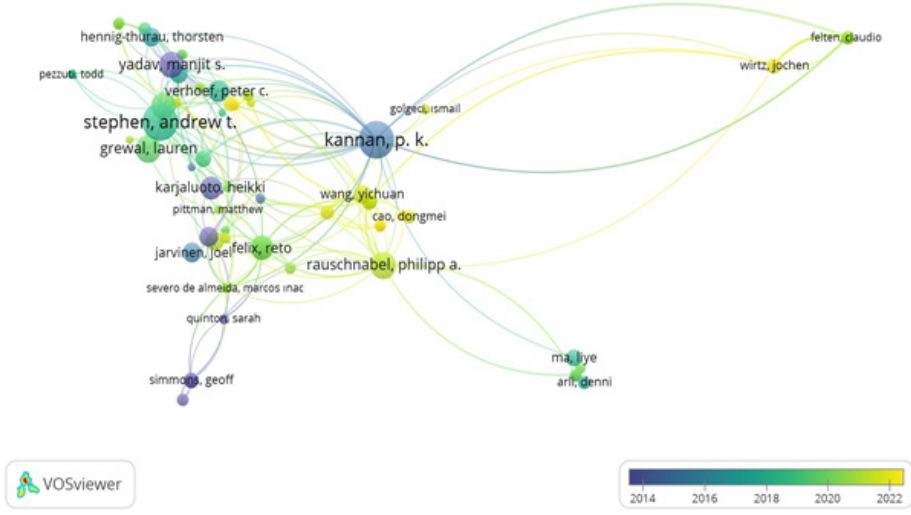 hennig-thurau, thorsten
felten, claudio
yadav, manjit s.
wirtz, jochen
pezzuti, todd
verhoef, peter c.
golgeci, ismail
stephen, andrew t.
kannan, p. k.
grewal, lauren
karjaluoto, heikki
wang, yichuan
pittman, matthew
cao, dongmei
jarvinen, joel
felix, reto
rauschnabel, philipp a.
severo de almeida, marcos inac
quinton, sarah
ma, liye
simmons, geoff
arli, denni
VOSviewer
2014 2016 2018 2020 2022